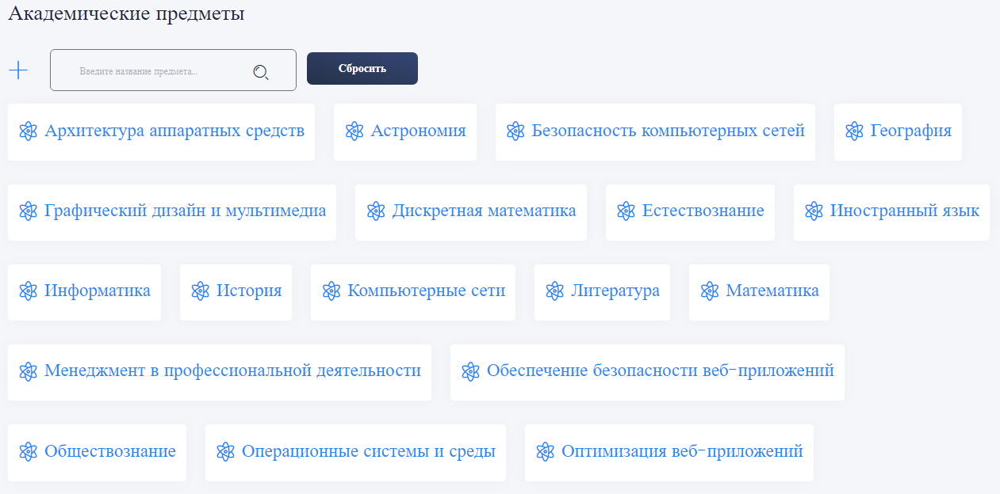 Академические предметы
Введите название предмета...
Сбросить
Архитектура аппаратных средств
Астрономия
Безопасность компьютерных сетей
География
Графический дизайн и мультимедиа
Дискретная математика
Естествознание
Иностранный язык
Информатика
История
Компьютерные сети
Литература
Математика
Менеджмент в профессиональной деятельности
Обеспечение безопасности веб-приложений
Обществознание
Операционные системы и среды
Оптимизация веб-приложений